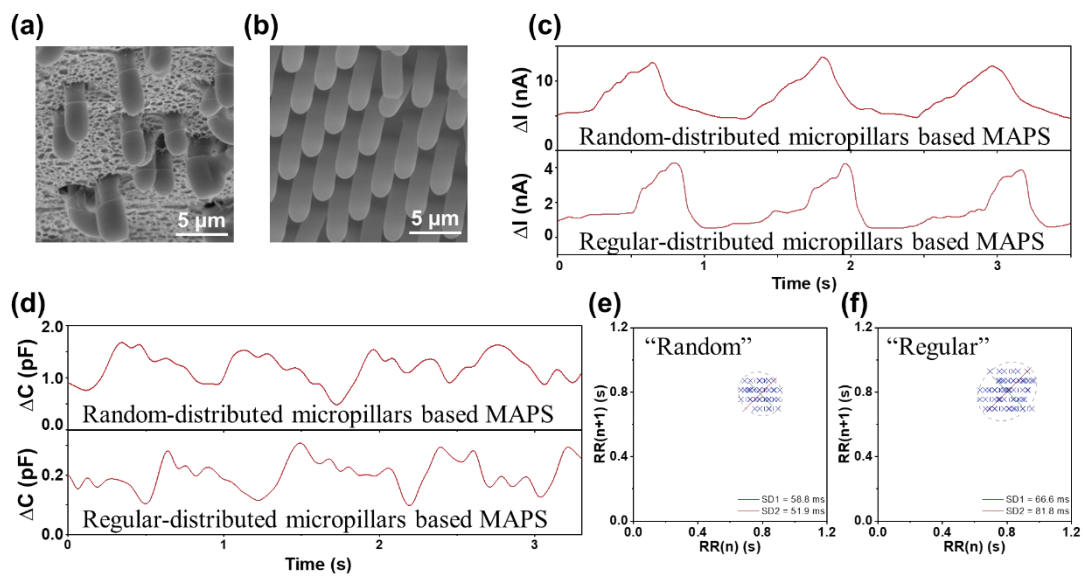 (a)
5 µm
(b)
5 µm
(c)
ΔI (nA)
10
0
Random-distributed micropillars based MAPS
ΔI (nA)
4
2
0
Regular-distributed micropillars based MAPS
0 1 2 3
Time (s)
(d)
ΔC (pF)
2.0
1.0
0.0
Random-distributed micropillars based MAPS
ΔC (pF)
0.2
0.0
Regular-distributed micropillars based MAPS
0 1 2 3
Time (s)
(e)
RR(n+1) (s)
1.2
0.8
0.4
0.0
“Random”
SD1 = 58.8 ms
SD2 = 51.9 ms
0.0 0.4 0.8 1.2
RR(n) (s)
(f)
RR(n+1) (s)
1.2
0.8
0.4
0.0
“Regular”
SD1 = 66.6 ms
SD2 = 81.8 ms
0.0 0.4 0.8 1.2
RR(n) (s)